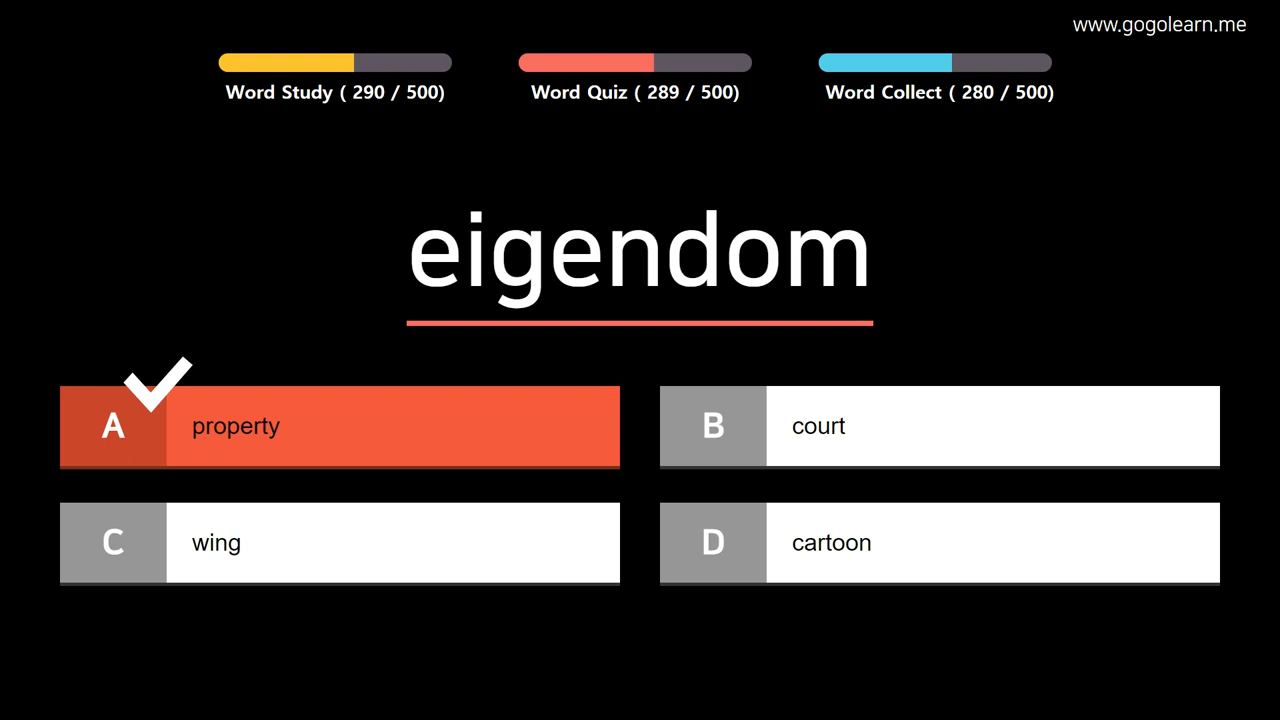 www.gogolearn.me
Word Study ( 290 / 500)
Word Quiz ( 289 / 500)
Word Collect ( 280 / 500)
eigendom
A property
B court
C wing
D cartoon